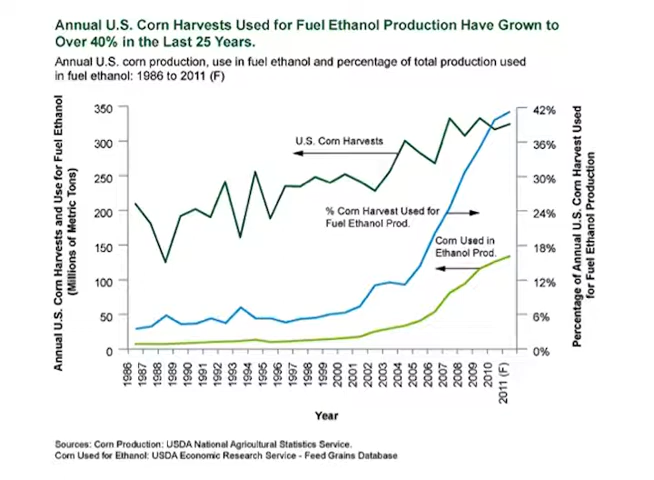 Annual U.S. Corn Harvests Used for Fuel Ethanol Production Have Grown to
Over 40% in the Last 25 Years.
Annual U.S. corn production, use in fuel ethanol and percentage of total production used
in fuel ethanol: 1986 to 2011 (F)
Annual U.S. Corn Harvests and Use for Fuel Ethanol
(Millions of Metric Tons)
350
300
250
200
150
100
50
0
U.S. Corn Harvests
% Corn Harvest Used for
Fuel Ethanol Prod.
Corn Used in
Ethanol Prod.
42%
36%
30%
24%
18%
12%
6%
0%
Percentage of Annual U.S. Corn Harvest Used
for Fuel Ethanol Production
1986
1987
1988
1989
1990
1991
1992
1993
1994
1995
1996
1997
1998
1999
2000
2001
2002
2003
2004
2005
2006
2007
2008
2009
2010
2011 (F)
Year
Sources: Corn Production: USDA National Agricultural Statistics Service.
Corn Used for Ethanol: USDA Economic Research Service - Feed Grains Database